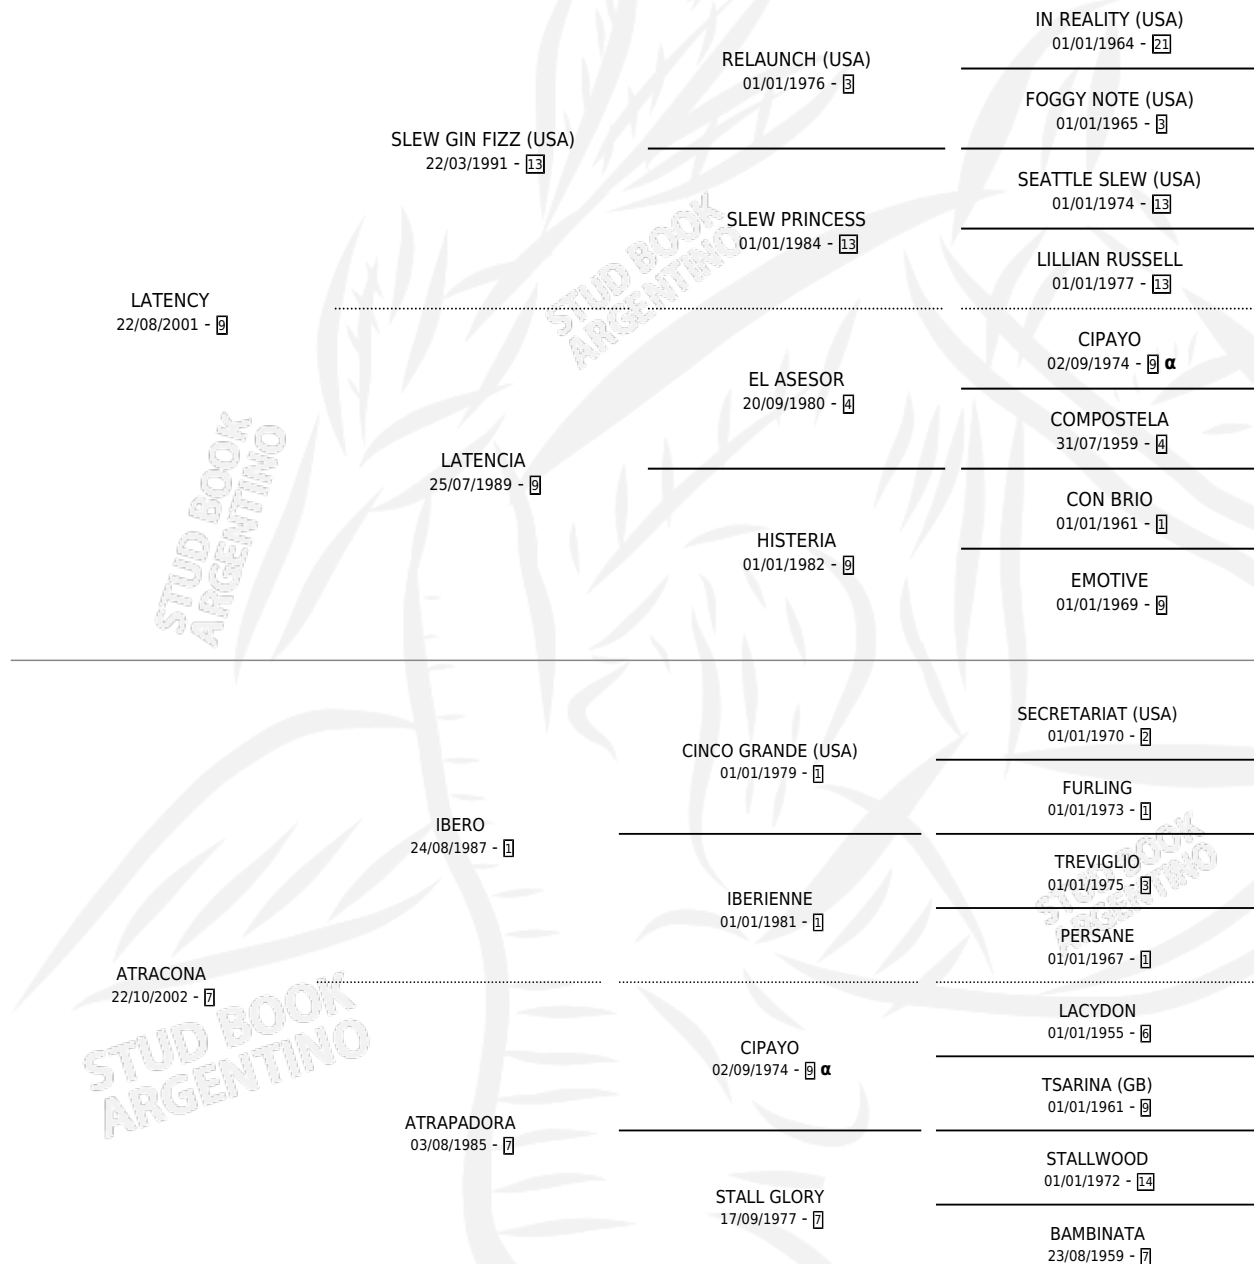 IN REALITY (USA)
01/01/1964 - 21
RELAUNCH (USA)
01/01/1976 - 3
FOGGY NOTE (USA)
01/01/1965 - 3
SLEW GIN FIZZ (USA)
22/03/1991 - 13
SEATTLE SLEW (USA)
01/01/1974 - 13
SLEW PRINCESS
01/01/1984 - 13
LILLIAN RUSSELL
01/01/1977 - 13
LATENCY
22/08/2001 - 9
CIPAYO
02/09/1974 - 9 α
EL ASESOR
20/09/1980 - 4
COMPOSTELA
31/07/1959 - 4
LATENCIA
25/07/1989 - 9
CON BRIO
01/01/1961 - 1
HISTERIA
01/01/1982 - 9
EMOTIVE
01/01/1969 - 9
SECRETARIAT (USA)
01/01/1970 - 2
CINCO GRANDE (USA)
01/01/1979 - 1
FURLING
01/01/1973 - 1
IBERO
24/08/1987 - 1
TREVIGLIO
01/01/1975 - 3
IBERIENNE
01/01/1981 - 1
PERSANE
01/01/1967 - 1
ATRACONA
22/10/2002 - 7
LACYDON
01/01/1955 - 6
CIPAYO
02/09/1974 - 9 α
TSARINA (GB)
01/01/1961 - 9
ATRAPADORA
03/08/1985 - 7
STALLWOOD
01/01/1972 - 14
STALL GLORY
17/09/1977 - 7
BAMBINATA
23/08/1959 - 7
STUD BOOK
ARGENTINO
STUD BOOK
ARGENTINO
STUD BOOK
ARGENTINO
STUD BOOK
ARGENTINO